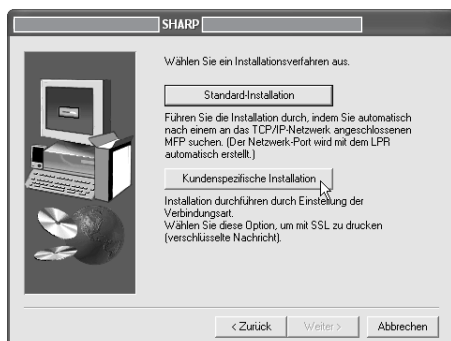 SHARP
Wählen Sie ein Installationsverfahren aus.
Standard-Installation
Führen Sie die Installation durch, indem Sie automatisch
nach einem an das TCP/IP-Netzwerk angeschlossenen
MFP suchen. (Der Netzwerk-Port wird mit dem LPR
automatisch erstellt.)
Kundenspezifische Installation
Installation durchführen durch Einstellung der
Verbindungsart.
Wählen Sie diese Option, um mit SSL zu drucken
(verschlüsselte Nachricht).
< Zurück
Weiter >
Abbrechen